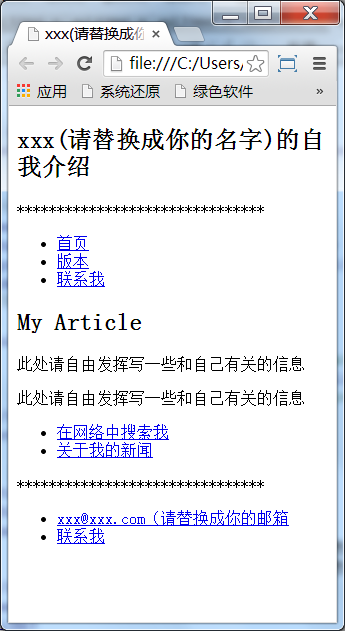 xxx(请替换成你
file:///C:/Users/
应用 系统还原 绿色软件 »
xxx(请替换成你的名字)的自
我介绍
*******************************
首页
版本
联系我
My Article
此处请自由发挥写一些和自己有关的信息
此处请自由发挥写一些和自己有关的信息
在网络中搜索我
关于我的新闻
*******************************
xxx@xxx.com (请替换成你的邮箱
联系我